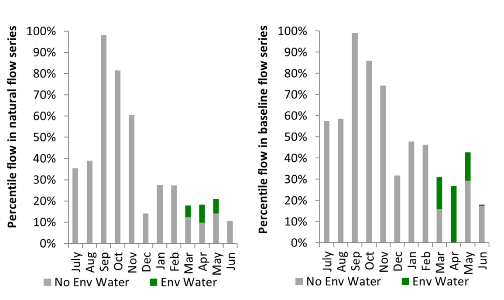 Percentile flow in natural flow series
100%
90%
80%
70%
60%
50%
40%
30%
20%
10%
0%
July
Aug
Sep
Oct
Nov
Dec
Jan
Feb
Mar
Apr
May
Jun
No Env Water
Env Water
Percentile flow in baseline flow series
100%
90%
80%
70%
60%
50%
40%
30%
20%
10%
0%
July
Aug
Sep
Oct
Nov
Dec
Jan
Feb
Mar
Apr
May
Jun
No Env Water
Env Water